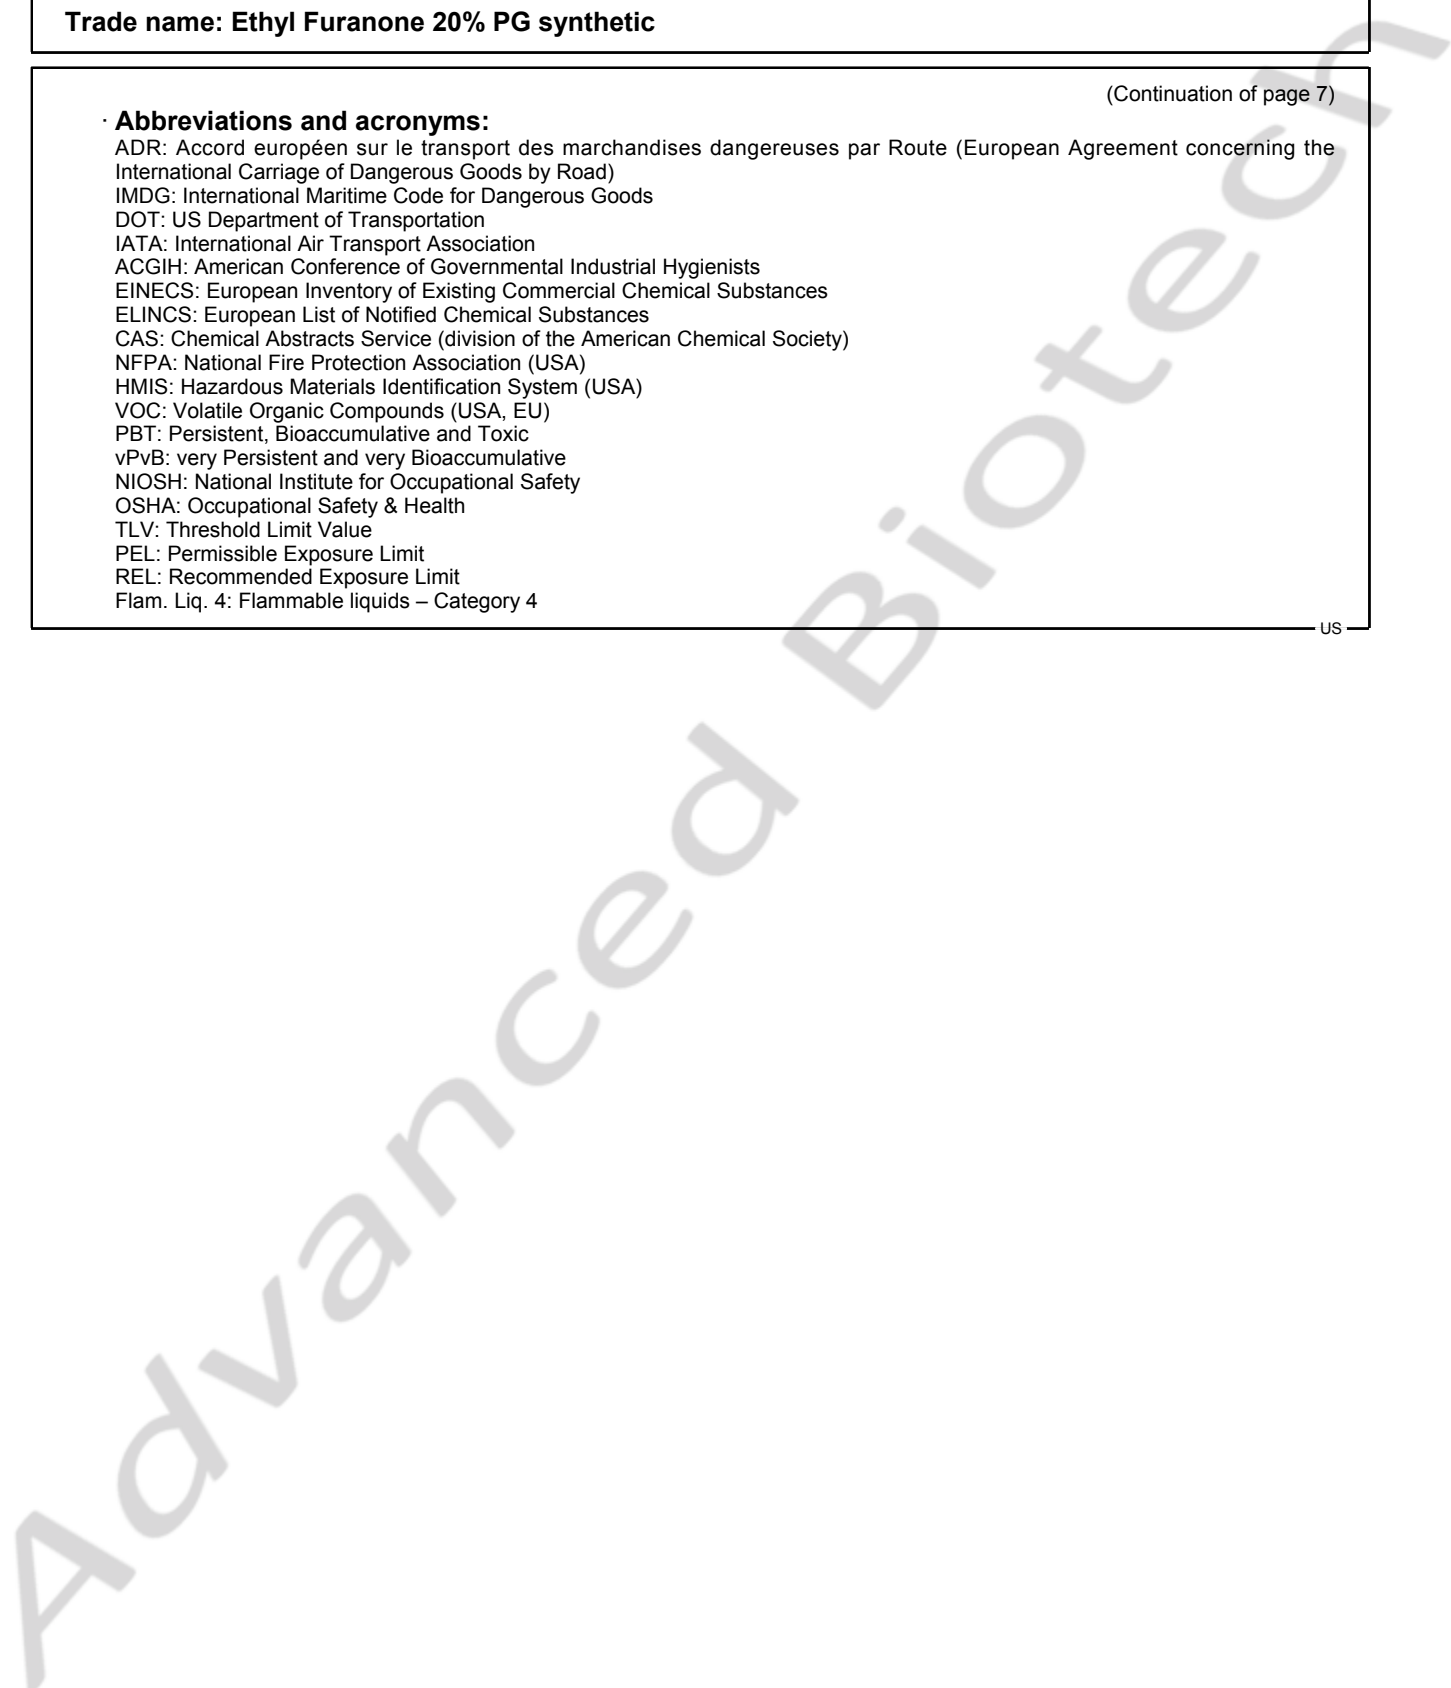 Trade name: Ethyl Furanone 20% PG synthetic
(Continuation of page 7)
· Abbreviations and acronyms:
ADR: Accord européen sur le transport des marchandises dangereuses par Route (European Agreement concerning the
International Carriage of Dangerous Goods by Road)
IMDG: International Maritime Code for Dangerous Goods
DOT: US Department of Transportation
IATA: International Air Transport Association
ACGIH: American Conference of Governmental Industrial Hygienists
EINECS: European Inventory of Existing Commercial Chemical Substances
ELINCS: European List of Notified Chemical Substances
CAS: Chemical Abstracts Service (division of the American Chemical Society)
NFPA: National Fire Protection Association (USA)
HMIS: Hazardous Materials Identification System (USA)
VOC: Volatile Organic Compounds (USA, EU)
PBT: Persistent, Bioaccumulative and Toxic
vPvB: very Persistent and very Bioaccumulative
NIOSH: National Institute for Occupational Safety
OSHA: Occupational Safety & Health
TLV: Threshold Limit Value
PEL: Permissible Exposure Limit
REL: Recommended Exposure Limit
Flam. Liq. 4: Flammable liquids – Category 4
US
Advanced Biotech